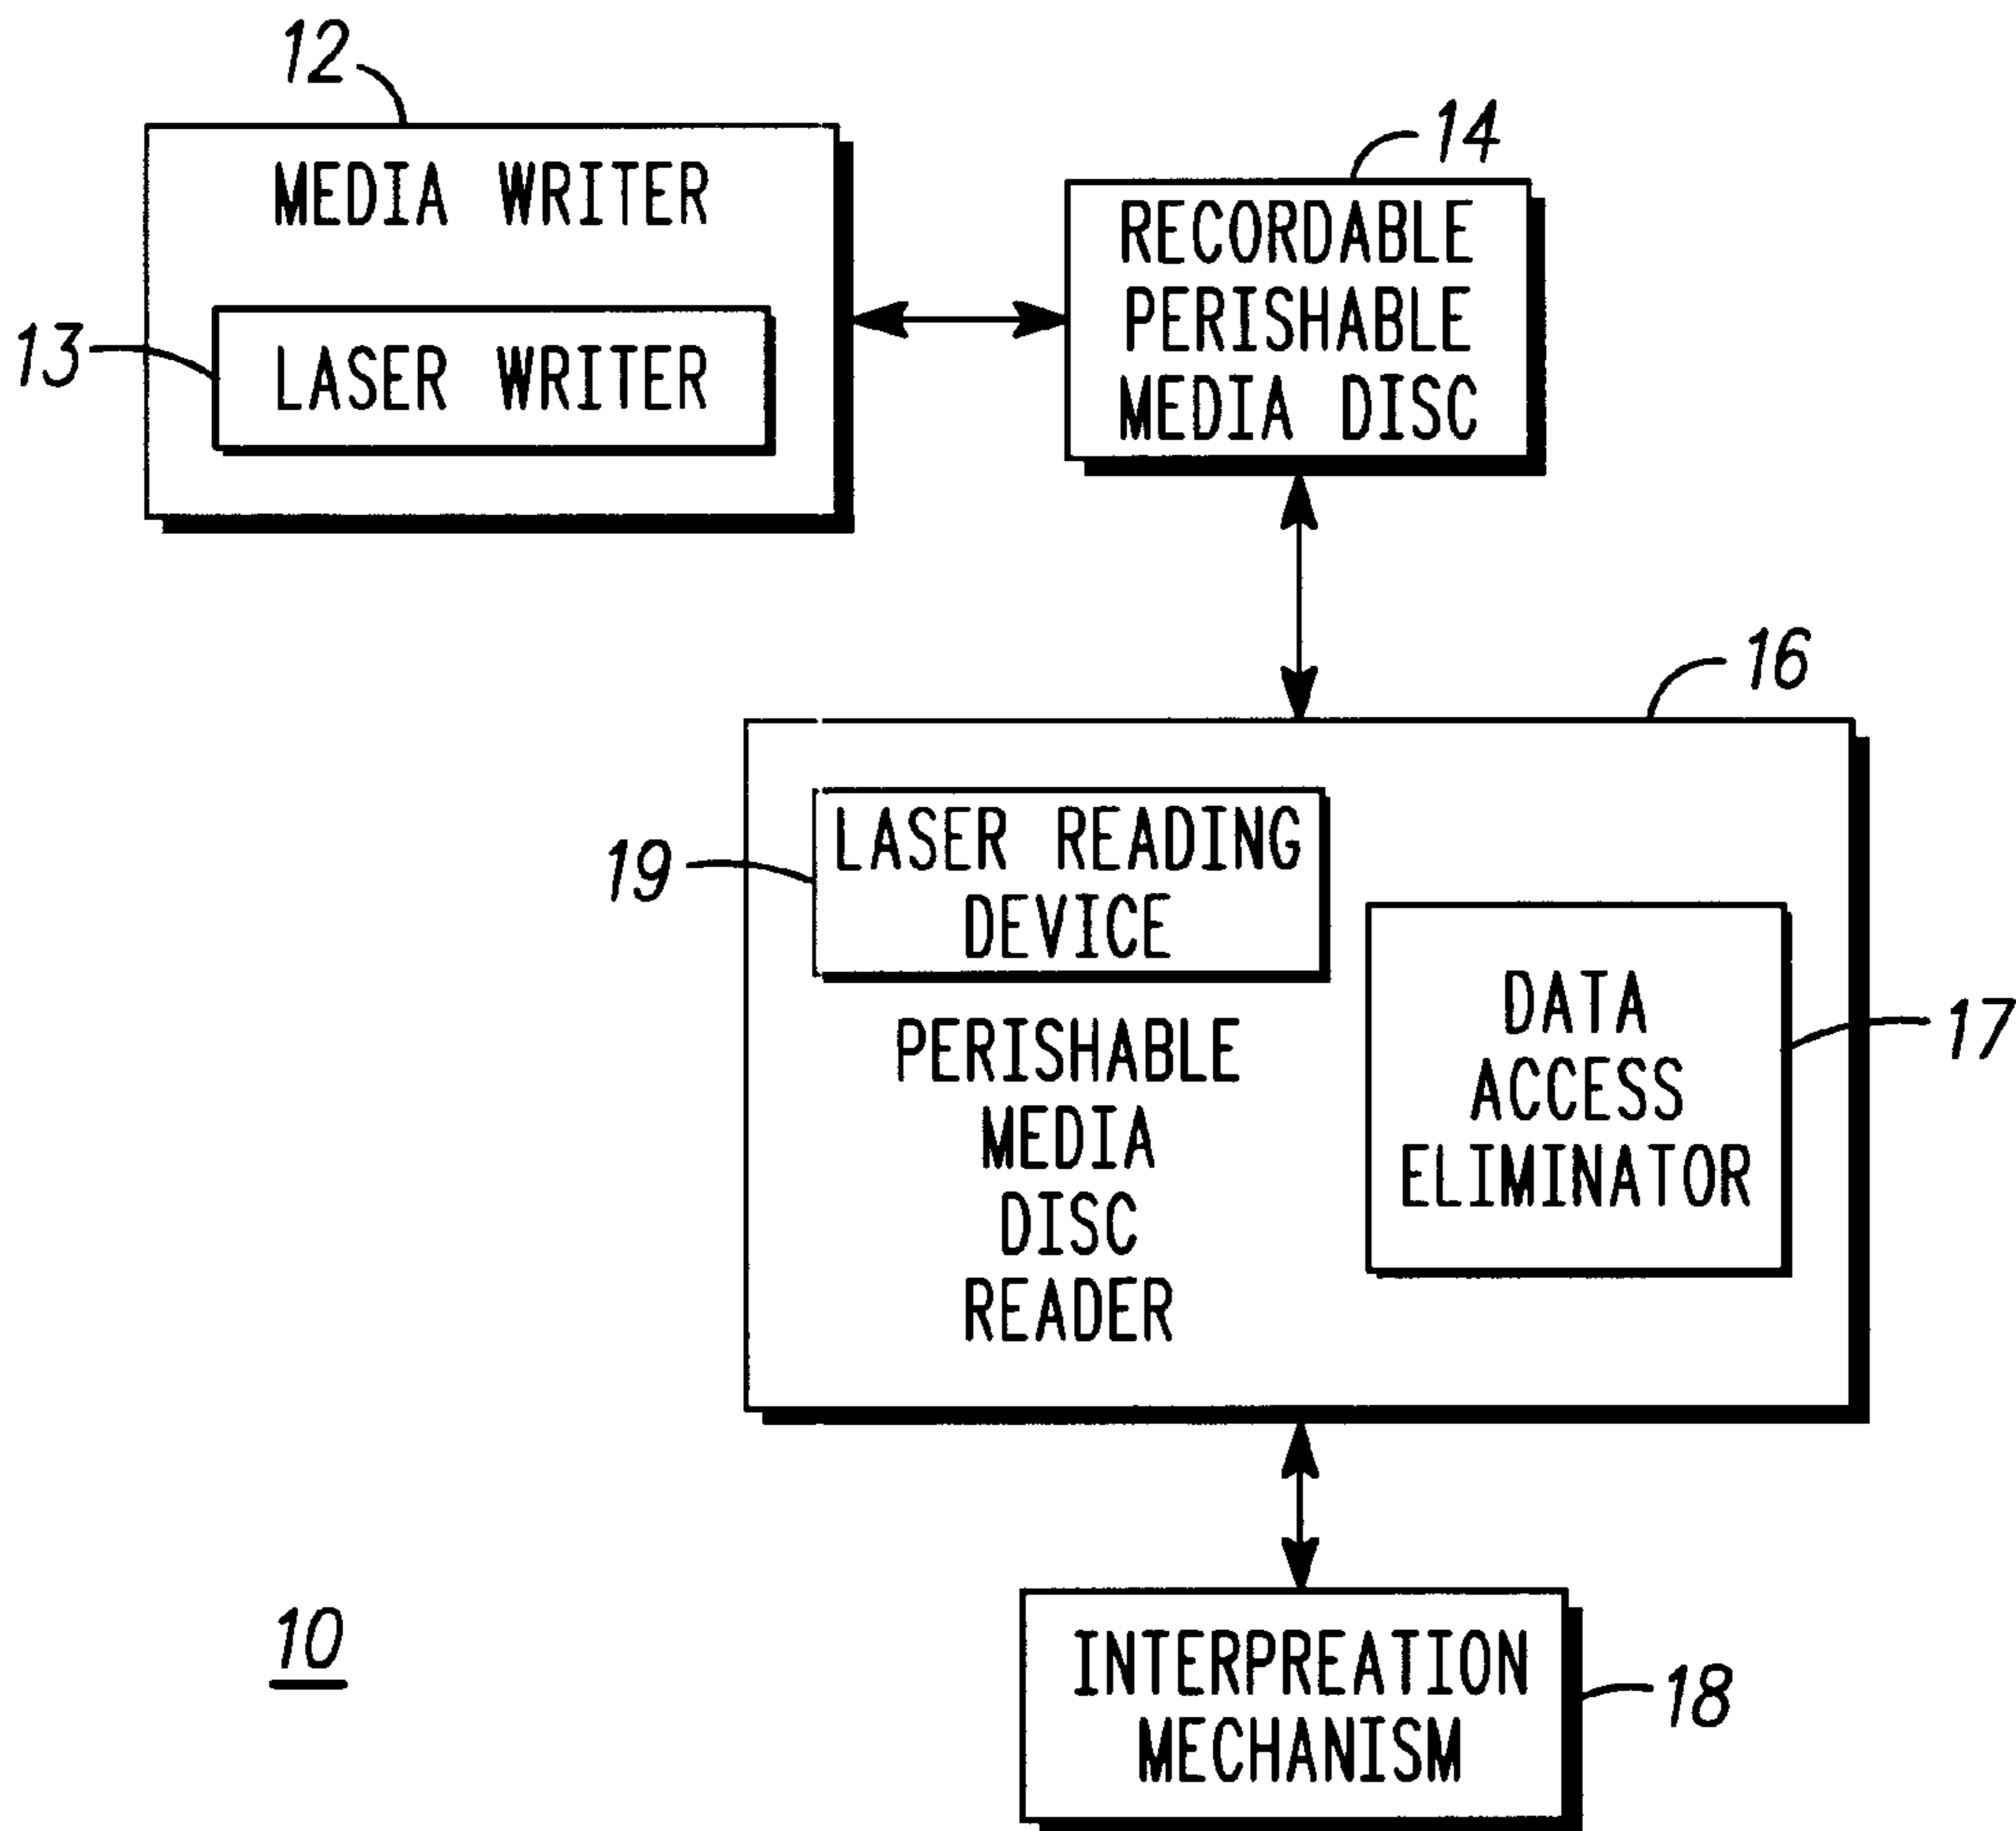 12
MEDIA WRITER
13
LASER WRITER
14
RECORDABLE
PERISHABLE
MEDIA DISC
16
19
LASER READING
DEVICE
PERISHABLE
MEDIA
DISC
READER
DATA
ACCESS
ELIMINATOR
17
INTERPREATION
MECHANISM
18
10